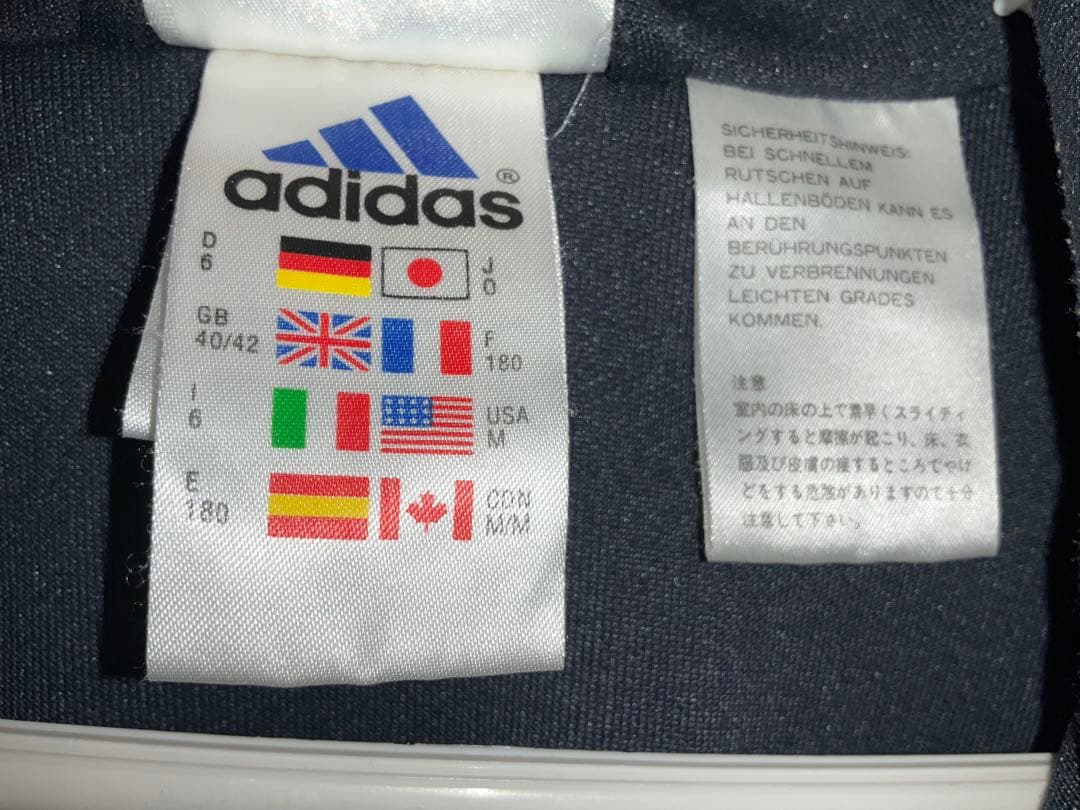 adidas®
D
6
J
O
GB
40/42
F
180
I
6
USA
M
E
180
CDN
M/M
SICHERHEITSHINWEIS:
BEI SCHNELLEM
RUTSCHEN AUF
HALLENBÖDEN KANN ES
AN DEN
BERÜHRUNGSPUNKTEN
ZU VERBRENNUNGEN
LEICHTEN GRADES
KOMMEN.
注意
室内の床の上で素早くスライディ
ングすると摩擦が起こり、床、衣
服及び皮膚の接するところでやけ
どをする危険がありますので十分
注意して下さい。